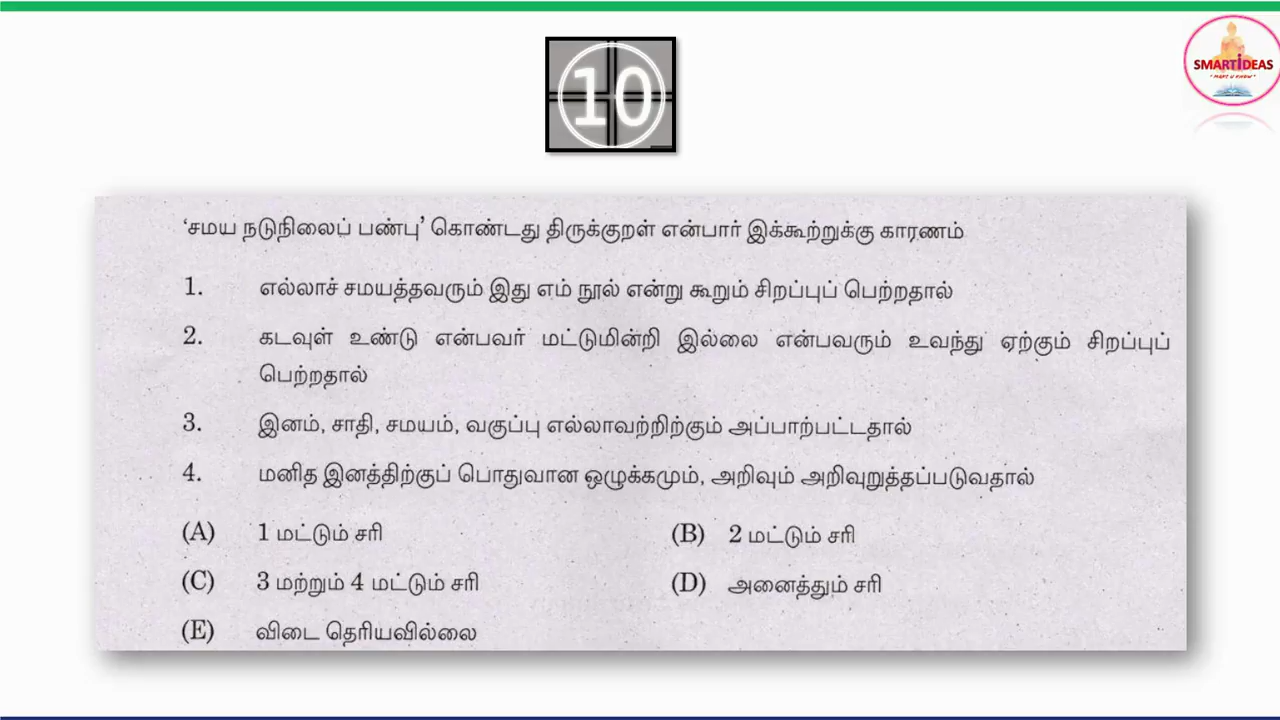 10
SMARTiDEAS
" MAKE U KNOW "
‘சமய நடுநிலைப் பண்பு’ கொண்டது திருக்குறள் என்பார் இக்கூற்றுக்கு காரணம்
1. எல்லாச் சமயத்தவரும் இது எம் நூல் என்று கூறும் சிறப்புப் பெற்றதால்
2. கடவுள் உண்டு என்பவர் மட்டுமின்றி இல்லை என்பவரும் உவந்து ஏற்கும் சிறப்புப்
பெற்றதால்
3. இனம், சாதி, சமயம், வகுப்பு எல்லாவற்றிற்கும் அப்பாற்பட்டதால்
4. மனித இனத்திற்குப் பொதுவான ஒழுக்கமும், அறிவும் அறிவுறுத்தப்படுவதால்
(A) 1 மட்டும் சரி (B) 2 மட்டும் சரி
(C) 3 மற்றும் 4 மட்டும் சரி (D) அனைத்தும் சரி
(E) விடை தெரியவில்லை